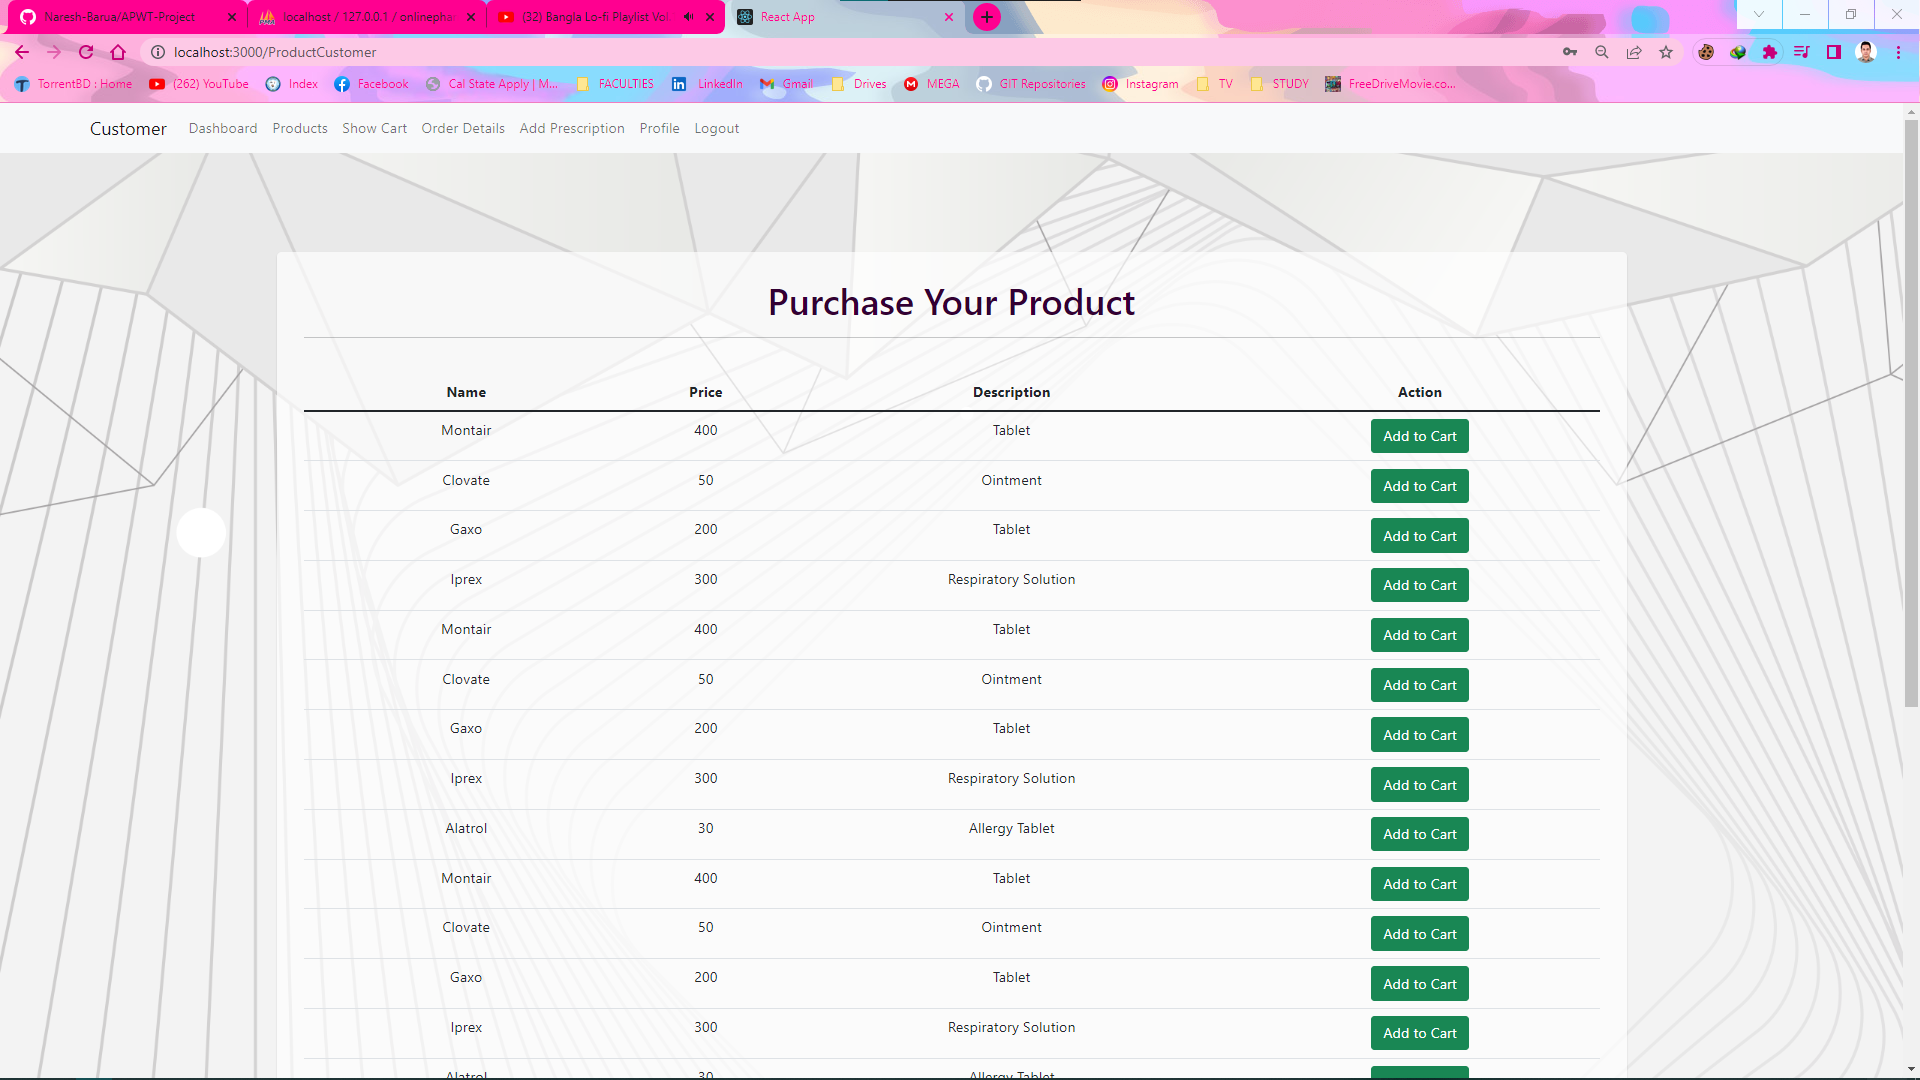 Naresh-Barua/APWT-Project
localhost / 127.0.0.1 / onlinephar
(32) Bangla Lo-fi Playlist Vol
React App
localhost:3000/ProductCustomer
TorrentBD : Home
(262) YouTube
Index
Facebook
Cal State Apply | M...
FACULTIES
LinkedIn
Gmail
Drives
MEGA
GIT Repositories
Instagram
TV
STUDY
FreeDriveMovie.co...
Customer Dashboard Products Show Cart Order Details Add Prescription Profile Logout
Purchase Your Product
Name Price Description Action
Montair 400 Tablet Add to Cart
Clovate 50 Ointment Add to Cart
Gaxo 200 Tablet Add to Cart
Iprex 300 Respiratory Solution Add to Cart
Montair 400 Tablet Add to Cart
Clovate 50 Ointment Add to Cart
Gaxo 200 Tablet Add to Cart
Iprex 300 Respiratory Solution Add to Cart
Alatrol 30 Allergy Tablet Add to Cart
Montair 400 Tablet Add to Cart
Clovate 50 Ointment Add to Cart
Gaxo 200 Tablet Add to Cart
Iprex 300 Respiratory Solution Add to Cart
Alatrol 30 Allergy Tablet